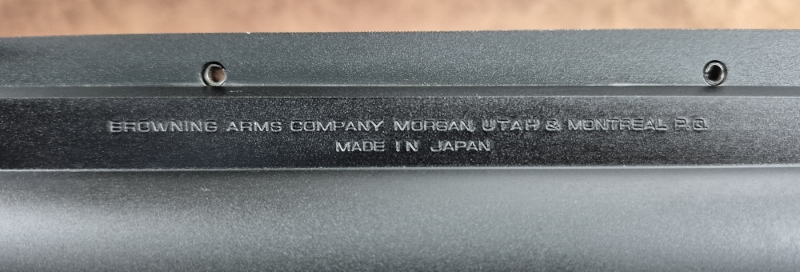 BROWNING ARMS COMPANY MORGAN, UTAH & MONTREAL P.Q.
MADE IN JAPAN